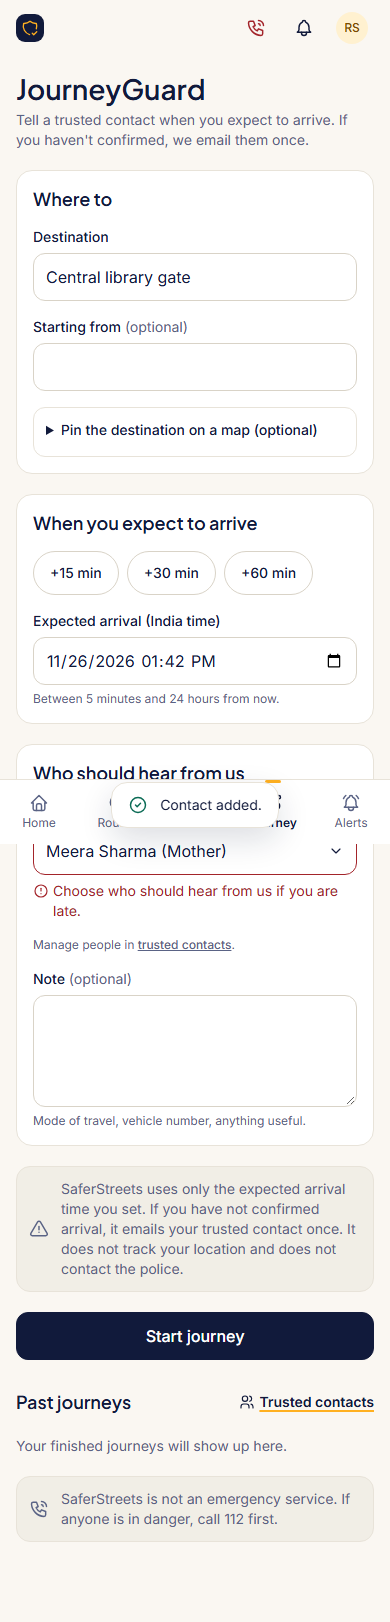 RS
JourneyGuard
Tell a trusted contact when you expect to arrive. If
you haven't confirmed, we email them once.
Where to
Destination
Central library gate
Starting from (optional)
Pin the destination on a map (optional)
When you expect to arrive
+15 min
+30 min
+60 min
Expected arrival (India time)
11/26/2026 01:42 PM
Between 5 minutes and 24 hours from now.
Who should hear from us
Contact added.
Home
Alerts
Meera Sharma (Mother)
Choose who should hear from us if you are
late.
Manage people in trusted contacts.
Note (optional)
Mode of travel, vehicle number, anything useful.
SaferStreets uses only the expected arrival
time you set. If you have not confirmed
arrival, it emails your trusted contact once. It
does not track your location and does not
contact the police.
Start journey
Past journeys
Trusted contacts
Your finished journeys will show up here.
SaferStreets is not an emergency service. If
anyone is in danger, call 112 first.